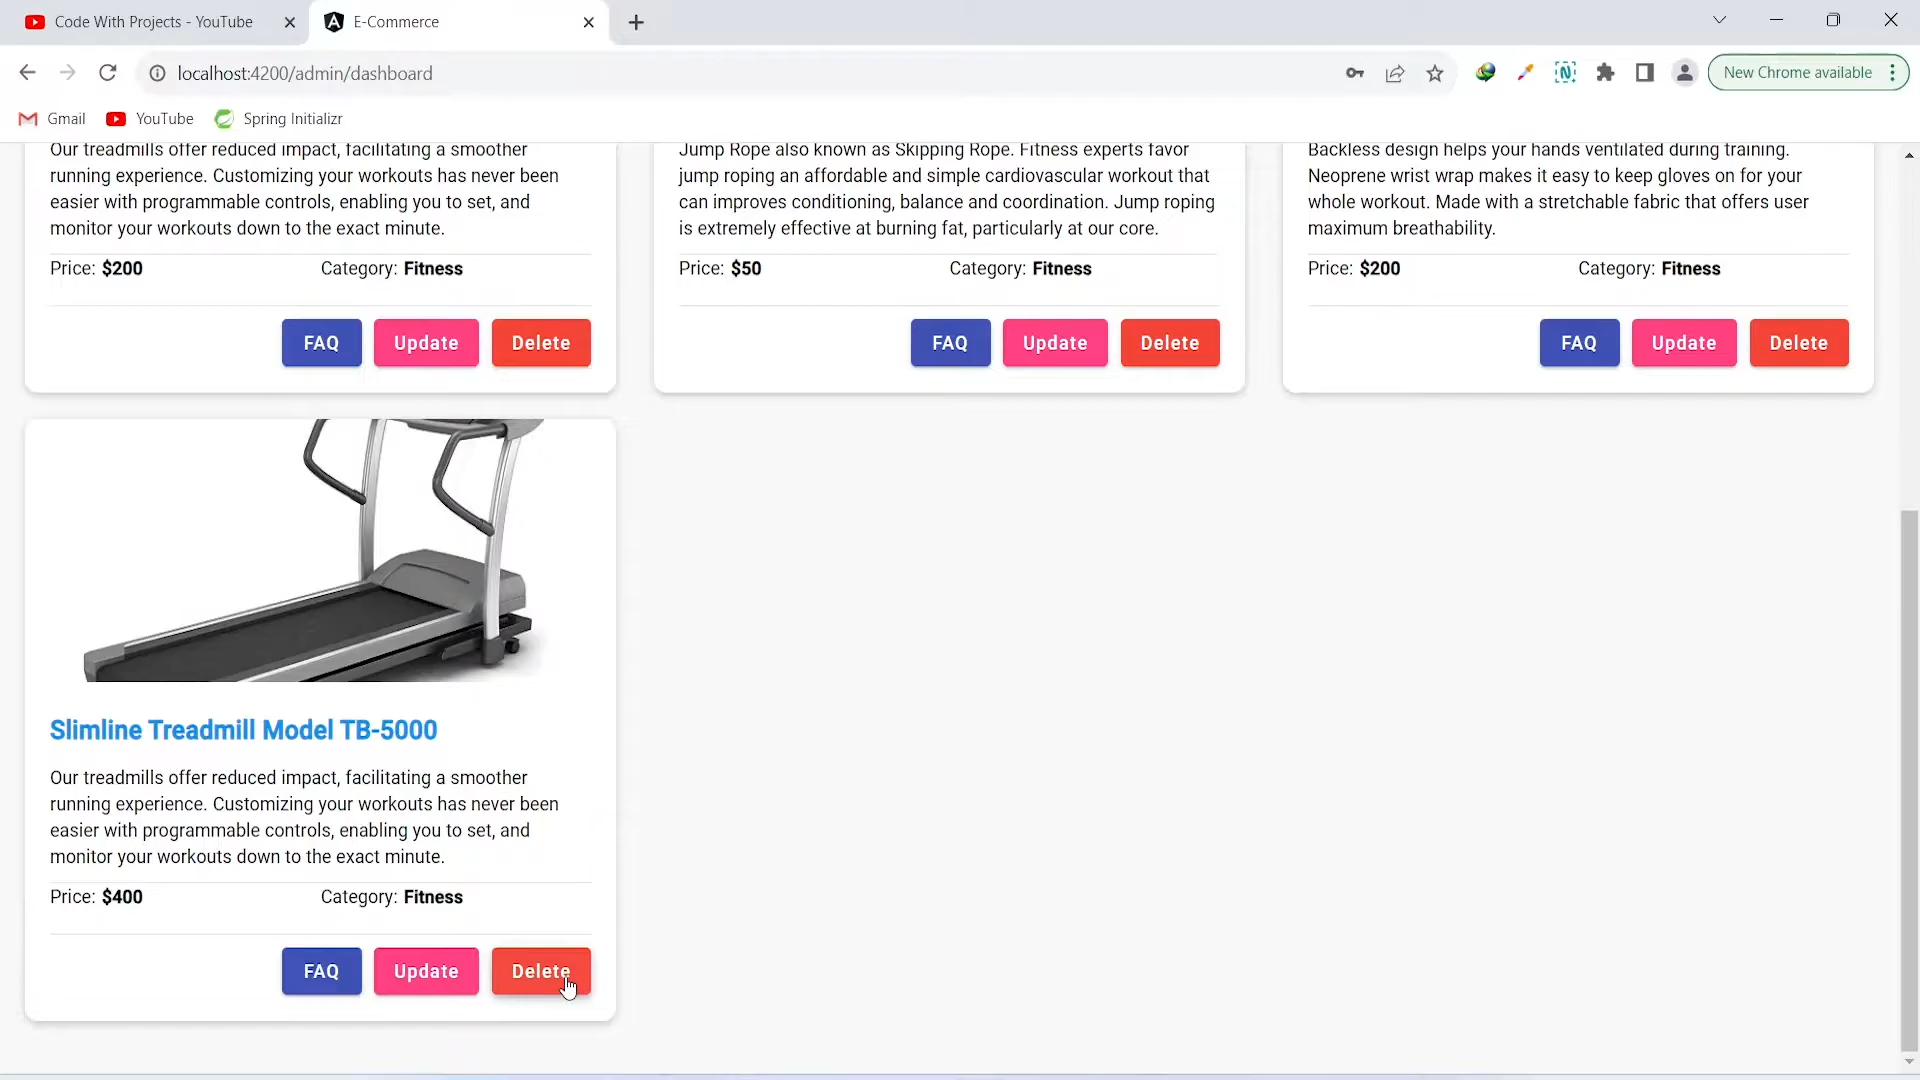 Code With Projects - YouTube
E-Commerce
localhost:4200/admin/dashboard
New Chrome available
Gmail
YouTube
Spring Initializr
Our treadmills offer reduced impact, facilitating a smoother
running experience. Customizing your workouts has never been
easier with programmable controls, enabling you to set, and
monitor your workouts down to the exact minute.
Price: $200 Category: Fitness
FAQ Update Delete
Jump Rope also known as Skipping Rope. Fitness experts favor
jump roping an affordable and simple cardiovascular workout that
can improves conditioning, balance and coordination. Jump roping
is extremely effective at burning fat, particularly at our core.
Price: $50 Category: Fitness
FAQ Update Delete
Backless design helps your hands ventilated during training.
Neoprene wrist wrap makes it easy to keep gloves on for your
whole workout. Made with a stretchable fabric that offers user
maximum breathability.
Price: $200 Category: Fitness
FAQ Update Delete
Slimline Treadmill Model TB-5000
Our treadmills offer reduced impact, facilitating a smoother
running experience. Customizing your workouts has never been
easier with programmable controls, enabling you to set, and
monitor your workouts down to the exact minute.
Price: $400 Category: Fitness
FAQ Update Delete